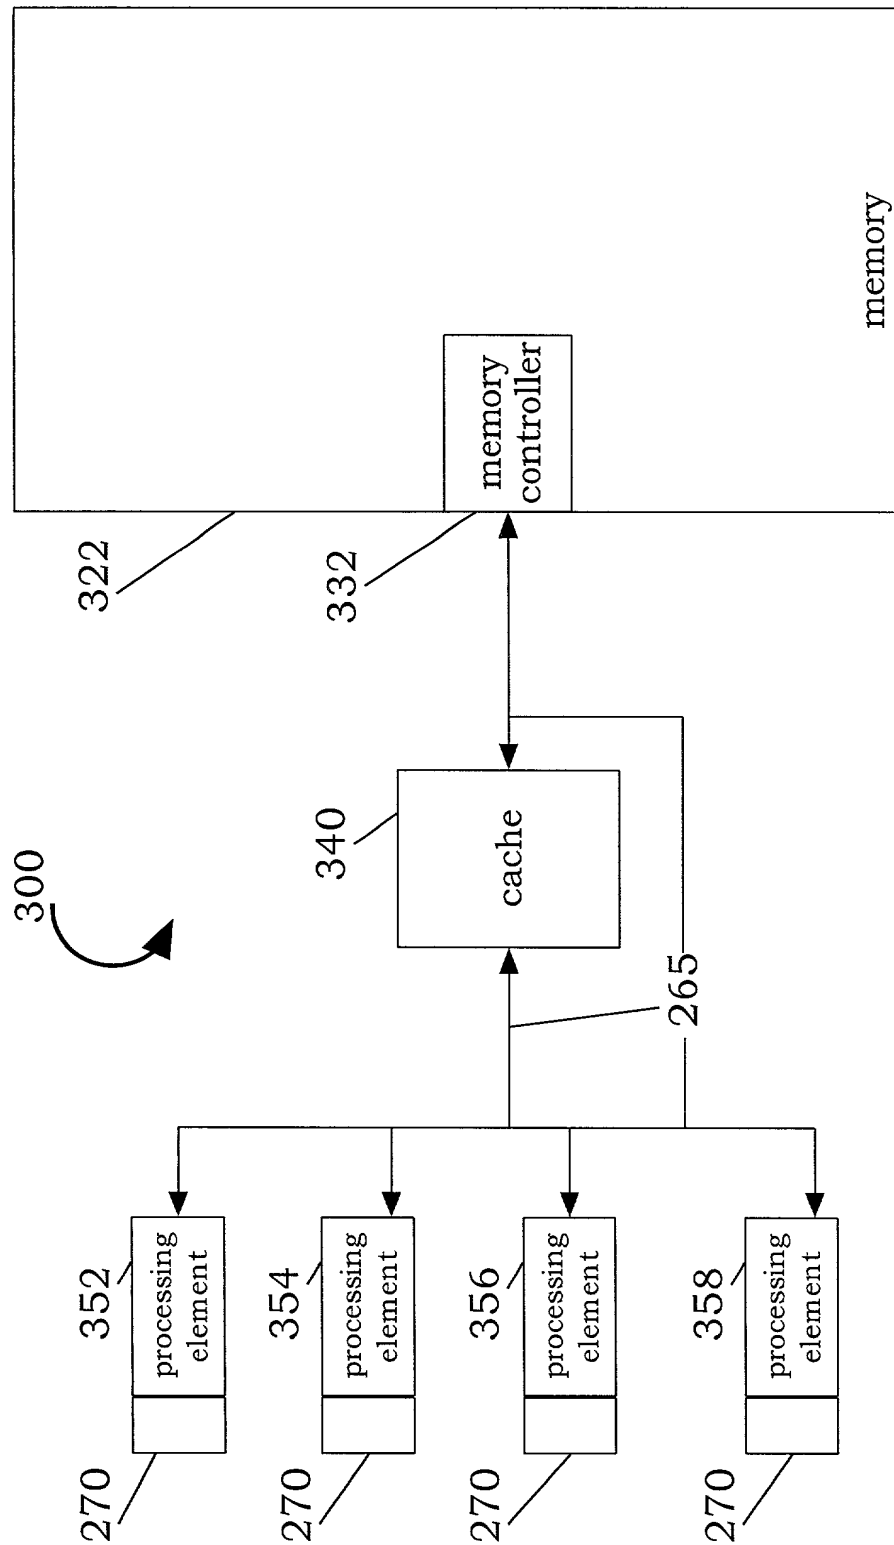 300
270
352
322
processing
element
270
354
340
332
processing
element
270
356
cache
memory
controller
processing
element
265
270
358
processing
element
memory